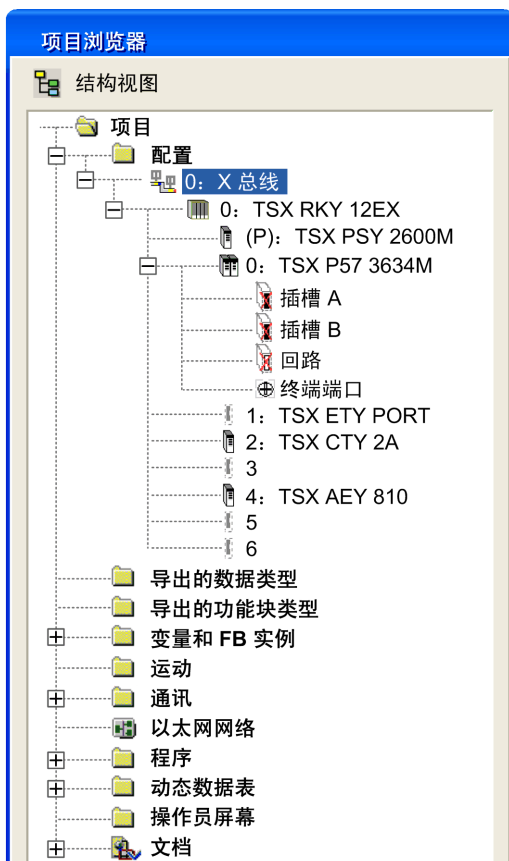 项目浏览器
结构视图
项目
配置
0：X 总线
0：TSX RKY 12EX
(P)：TSX PSY 2600M
0：TSX P57 3634M
插槽 A
插槽 B
回路
终端端口
1：TSX ETY PORT
2：TSX CTY 2A
3
4：TSX AEY 810
5
6
导出的数据类型
导出的功能块类型
变量和 FB 实例
运动
通讯
以太网网络
程序
动态数据表
操作员屏幕
文档